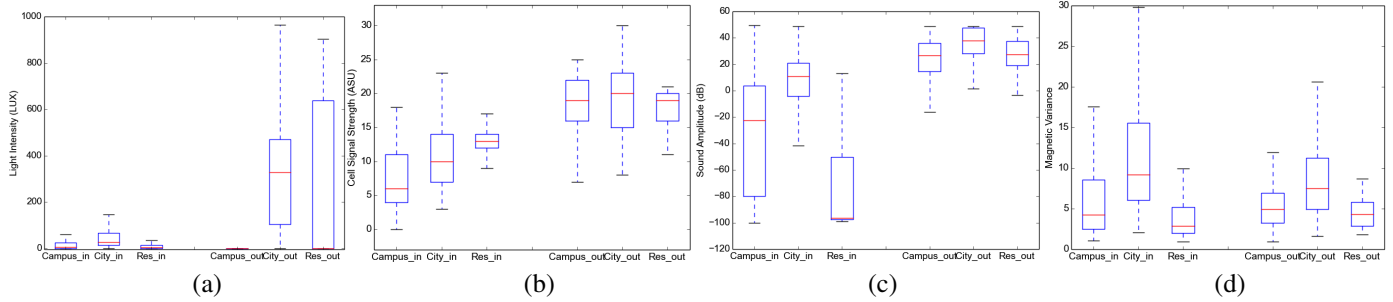 Light Intensity (LUX)
1000
800
600
400
200
0
Campus_in City_in Res_in Campus_out City_out Res_out
(a)
Cell Signal Strength (ASU)
30
25
20
15
10
5
0
Campus_in City_in Res_in Campus_out City_out Res_out
(b)
Sound Amplitude (dB)
60
40
20
0
−20
−40
−60
−80
−100
−120
Campus_in City_in Res_in Campus_out City_out Res_out
(c)
Magnetic Variance
30
25
20
15
10
5
0
Campus_in City_in Res_in Campus_out City_out Res_out
(d)